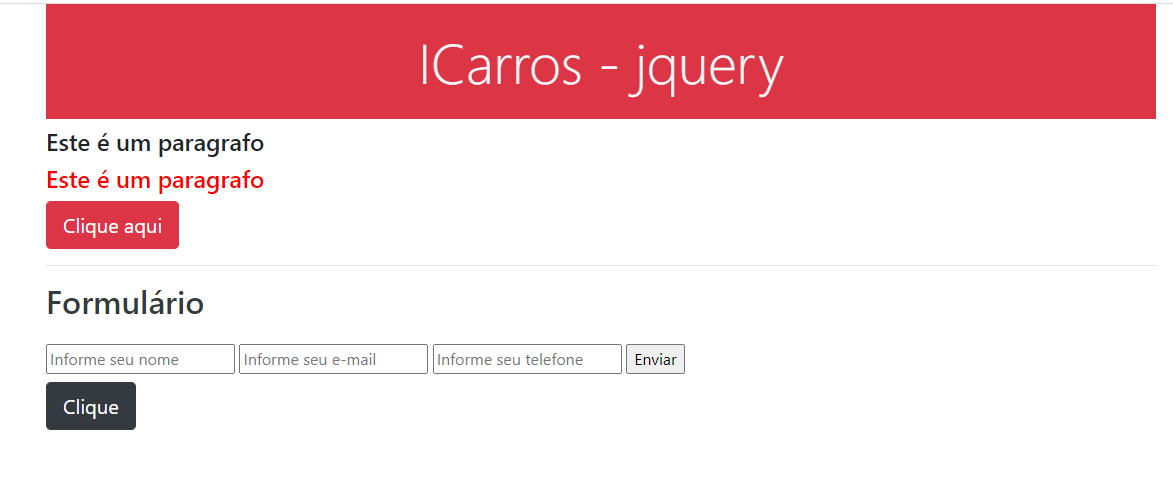 ICarros - jquery
Este é um paragrafo
Este é um paragrafo
Clique aqui
Formulário
Informe seu nome Informe seu e-mail Informe seu telefone Enviar
Clique